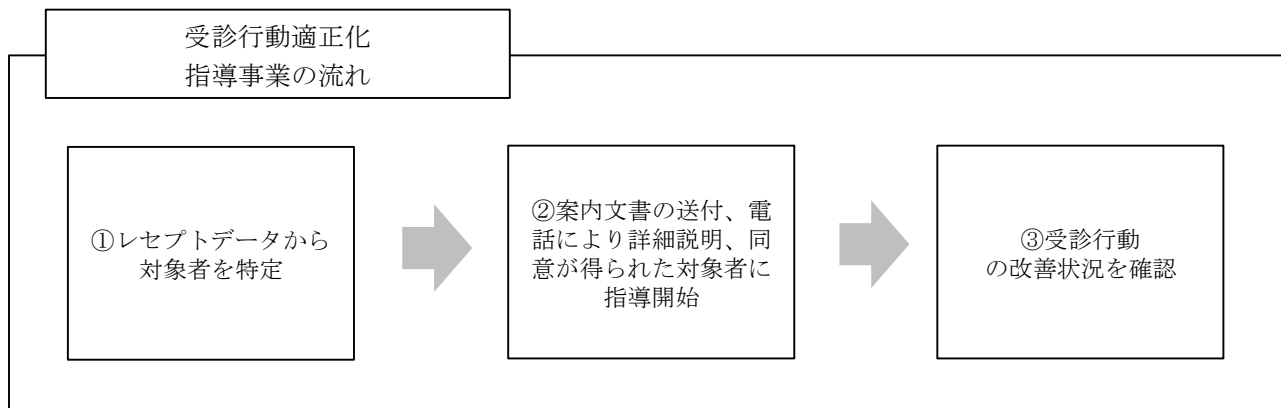 受診行動適正化
指導事業の流れ
①レセプトデータから
対象者を特定
②案内文書の送付、電
話により詳細説明、同
意が得られた対象者に
指導開始
③受診行動
の改善状況を確認